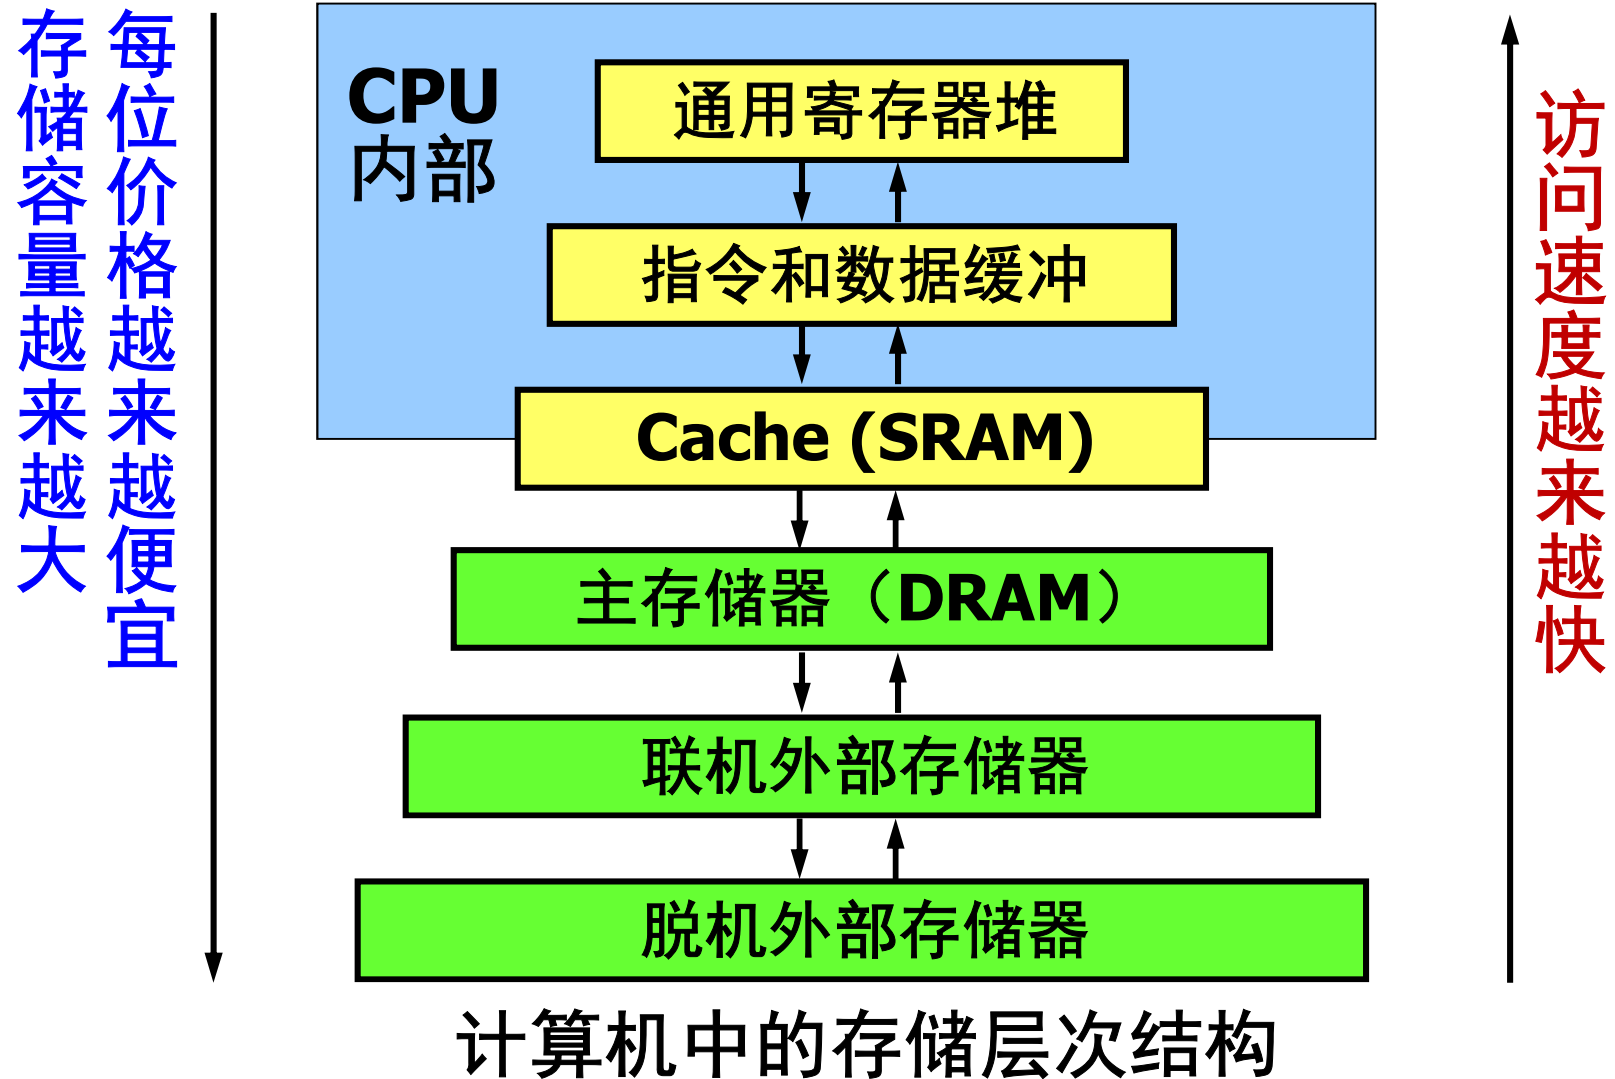 存储容量越来越大
每位价格越来越便宜
CPU
内部
通用寄存器堆
指令和数据缓冲
Cache (SRAM)
主存储器（DRAM）
联机外部存储器
脱机外部存储器
访问速度越来越快
计算机中的存储层次结构